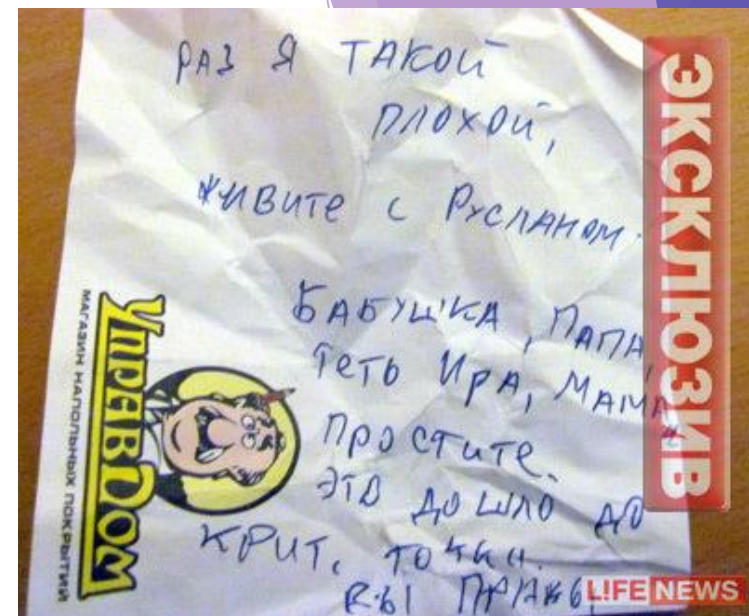 РАЗ Я ТАКОЙ
ПЛОХОЙ,
ЖИВИТЕ С РУСЛАНОМ.
БАБУШКА, ПАПА,
ТЕТЬ ИРА, МАМА
ПРОСТИТЕ.
ЭТО ДОШЛО ДО
КРИТ. ТОЧКИ.
ВЫ
УПРАВДОМ
МАГАЗИН НАПОЛЬНЫХ ПОКРЫТИЙ
ЭКСКЛЮЗИВ
LIFE NEWS